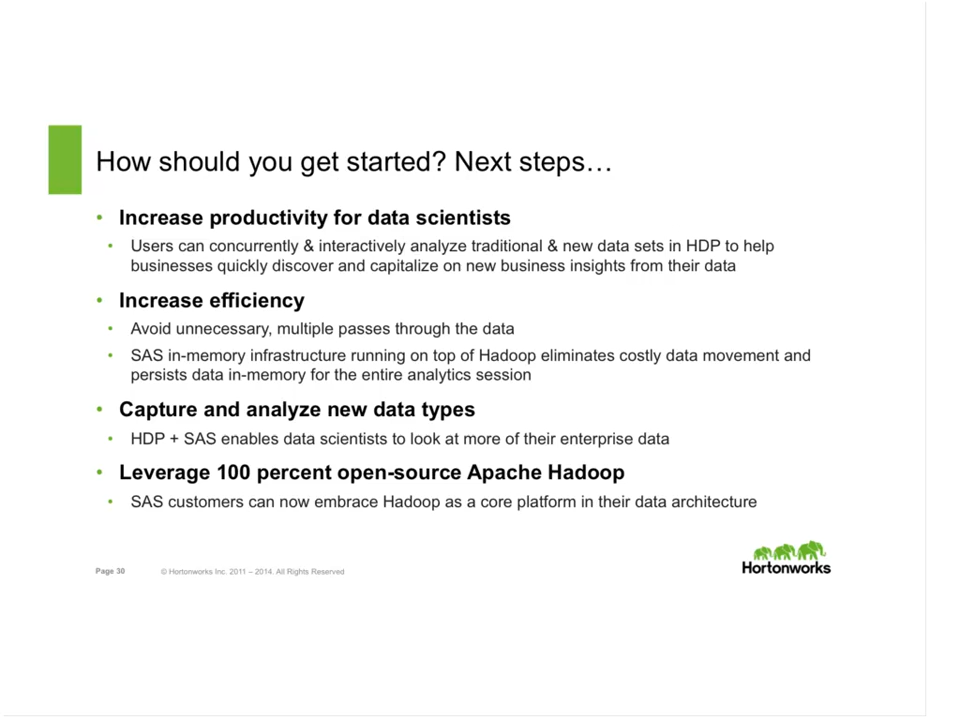 How should you get started? Next steps…
• Increase productivity for data scientists
• Users can concurrently & interactively analyze traditional & new data sets in HDP to help
businesses quickly discover and capitalize on new business insights from their data
• Increase efficiency
• Avoid unnecessary, multiple passes through the data
• SAS in-memory infrastructure running on top of Hadoop eliminates costly data movement and
persists data in-memory for the entire analytics session
• Capture and analyze new data types
• HDP + SAS enables data scientists to look at more of their enterprise data
• Leverage 100 percent open-source Apache Hadoop
• SAS customers can now embrace Hadoop as a core platform in their data architecture
Page 30 © Hortonworks Inc. 2011 – 2014. All Rights Reserved
Hortonworks